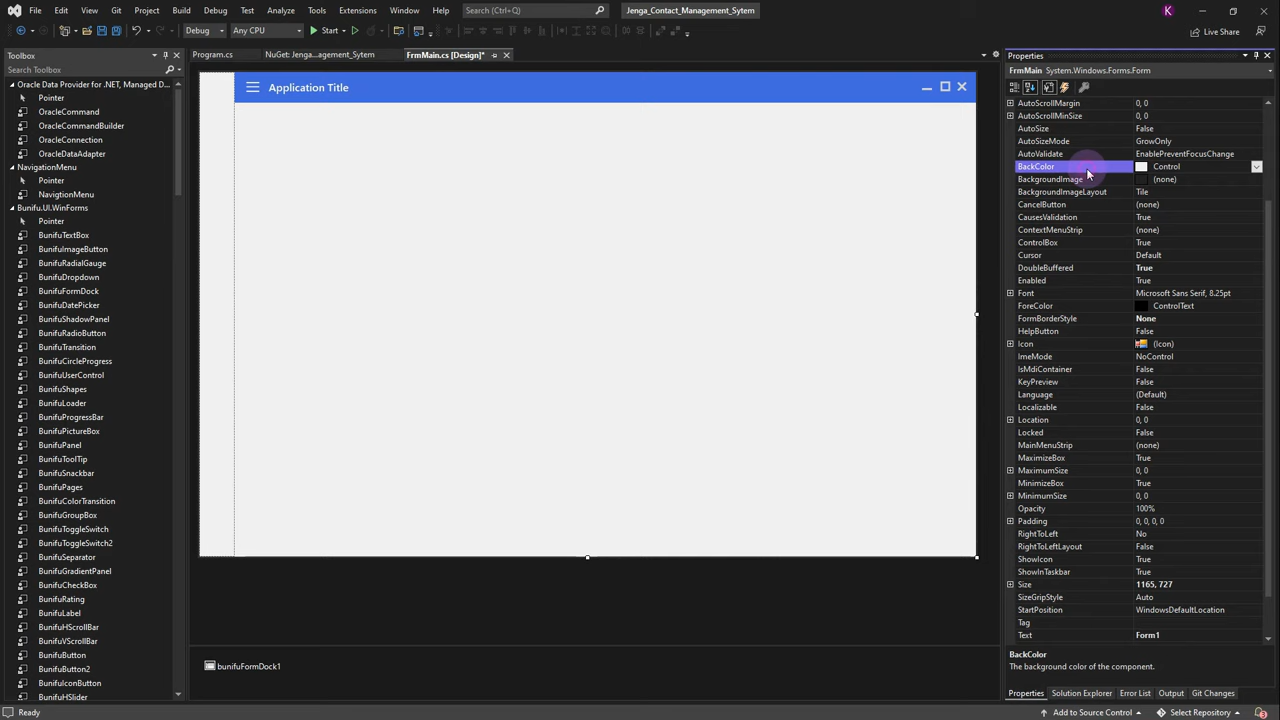 File Edit View Git Project Build Debug Test Analyze Tools Extensions Window Help Search (Ctrl+Q) Jenga_Contact_Management_Sytem K
Debug Any CPU Start Live Share
Toolbox
Search Toolbox
Oracle Data Provider for .NET, Managed D...
Pointer
OracleCommand
OracleCommandBuilder
OracleConnection
OracleDataAdapter
NavigationMenu
Pointer
NavigtionMenu
Bunifu.UI.WinForms
Pointer
BunifuTextBox
BunifuImageButton
BunifuRadialGauge
BunifuDropdown
BunifuFormDock
BunifuDatePicker
BunifuShadowPanel
BunifuRadioButton
BunifuTransition
BunifuCircleProgress
BunifuUserControl
BunifuShapes
BunifuLoader
BunifuProgressBar
BunifuPictureBox
BunifuPanel
BunifuToolTip
BunifuSnackbar
BunifuPages
BunifuColorTransition
BunifuGroupBox
BunifuToggleSwitch
BunifuToggleSwitch2
BunifuSeparator
BunifuGradientPanel
BunifuCheckBox
BunifuRating
BunifuLabel
BunifuHScrollBar
BunifuVScrollBar
BunifuButton
BunifuButton2
BunifuIconButton
BunifuHSlider
Program.cs NuGet: Jenga...agement_Sytem FrmMain.cs [Design]*
Application Title
bunifuFormDock1
Properties
FrmMain System.Windows.Forms.Form
AutoScrollMargin 0, 0
AutoScrollMinSize 0, 0
AutoSize False
AutoSizeMode GrowOnly
AutoValidate EnablePreventFocusChange
BackColor Control
BackgroundImage (none)
BackgroundImageLayout Tile
CancelButton (none)
CausesValidation True
ContextMenuStrip (none)
ControlBox True
Cursor Default
DoubleBuffered True
Enabled True
Font Microsoft Sans Serif, 8.25pt
ForeColor ControlText
FormBorderStyle None
HelpButton False
Icon (Icon)
ImeMode NoControl
IsMdiContainer False
KeyPreview False
Language (Default)
Localizable False
Location 0, 0
Locked False
MainMenuStrip (none)
MaximizeBox True
MaximumSize 0, 0
MinimizeBox True
MinimumSize 0, 0
Opacity 100%
Padding 0, 0, 0, 0
RightToLeft No
RightToLeftLayout False
ShowIcon True
ShowInTaskbar True
Size 1165, 727
SizeGripStyle Auto
StartPosition WindowsDefaultLocation
Tag
Text Form1
BackColor
The background color of the component.
Properties Solution Explorer Error List Output Git Changes
Ready Add to Source Control Select Repository